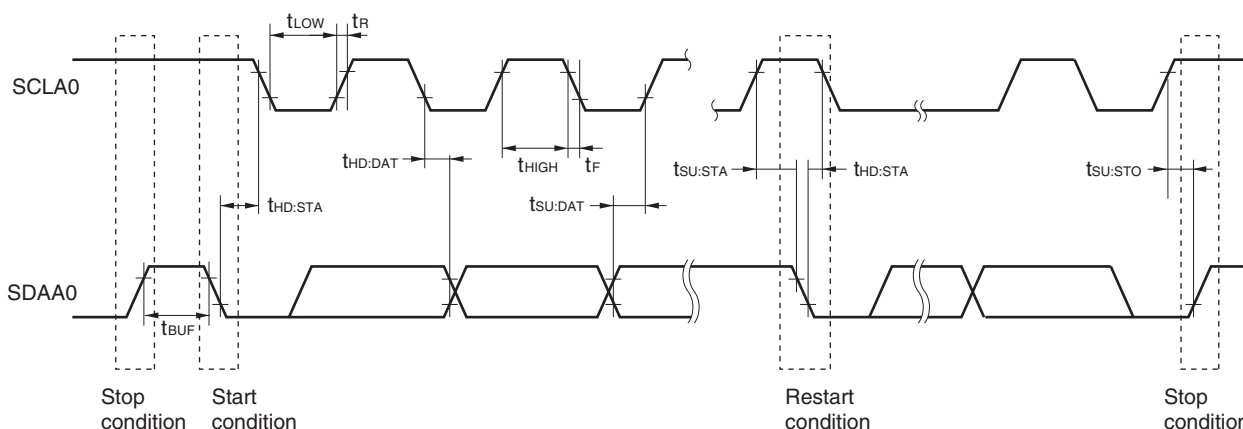 tLOW
tR
SCLA0
tHD:DAT
tHIGH
tF
tSU:STA
tHD:STA
tSU:STO
tHD:STA
tSU:DAT
SDAA0
tBUF
Stop
condition
Start
condition
Restart
condition
Stop
condition